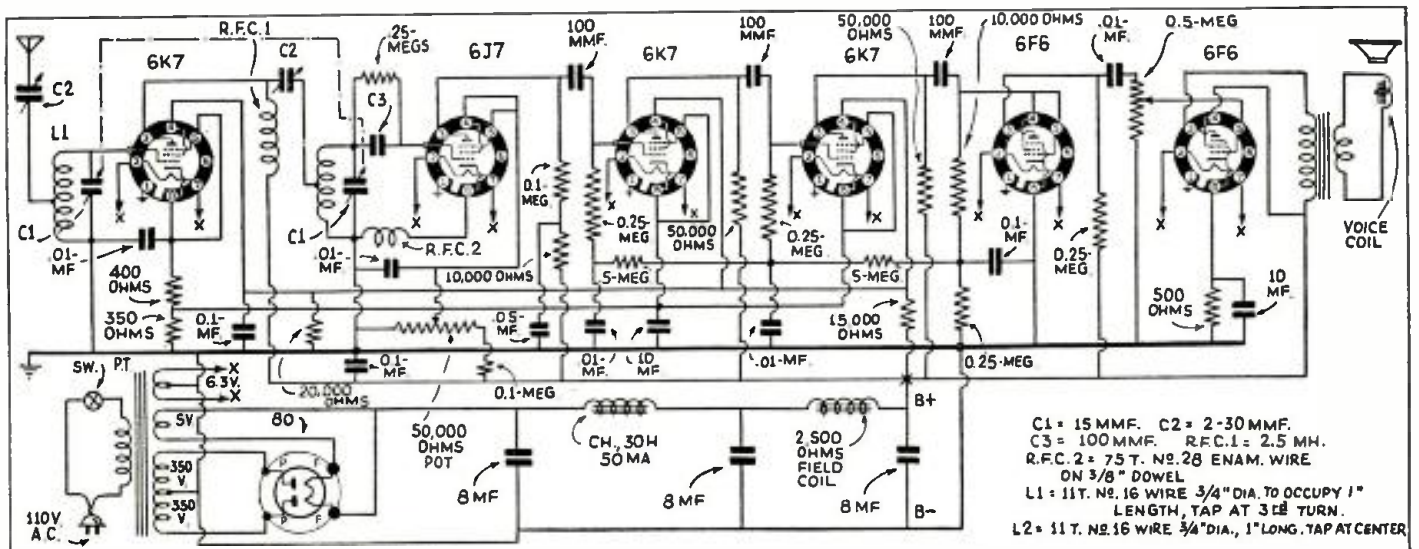 R.F.C.1
C2
.25-
MEGS
100
MMF.
100
MMF.
50,000
OHMS
100
MMF.
10,000 OHMS
.01-
MF.
0.5-MEG
6K7
C2
6J7
6K7
6K7
6F6
6F6
C3
L1
C1
C1
R.F.C.2
.01-
MF
.01-
MF
400
OHMS
350
OHMS
0.1-
MF
0.1-
MEG
10,000 OHMS
0.25-
MEG
50,000
OHMS
0.25-
MEG
5-MEG
5-MEG
0.1-
MF
0.25-
MEG
VOICE
COIL
500
OHMS
10
MF.
.05-
MF.
.01-
MF.
10
MF.
.01-MF.
15,000
OHMS
0.25-MEG
0.1-
MF
0.1-MEG
20,000
OHMS
50,000
OHMS
POT
SW.
P.T
6.3V.
X
X
5V
80
350
V.
350
V.
P
F
P
F
110V
A.C.
8MF
CH., 30H
50MA
8 MF
2,500
OHMS
FIELD
COIL
8MF
B+
B-
X
X
X
X
X
X
X
X
C1 = 15 MMF. C2 = 2-30 MMF.
C3 = 100 MMF. R.F.C.1 = 2.5 MH.
R.F.C.2 = 75 T. No.28 ENAM. WIRE
ON 3/8" DOWEL
L1 = 11T. No.16 WIRE 3/4" DIA. TO OCCUPY 1"
LENGTH, TAP AT 3RD TURN.
L2 = 11 T. No.16 WIRE 3/4" DIA., 1" LONG. TAP AT CENTER